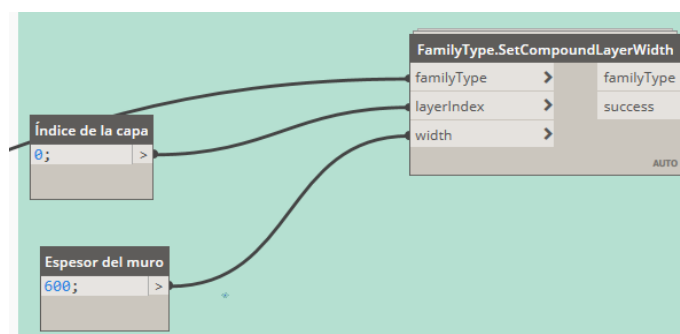 FamilyType.SetCompoundLayerWidth
familyType > familyType
layerIndex > success
width >
AUTO
Índice de la capa
0; >
Espesor del muro
600; >